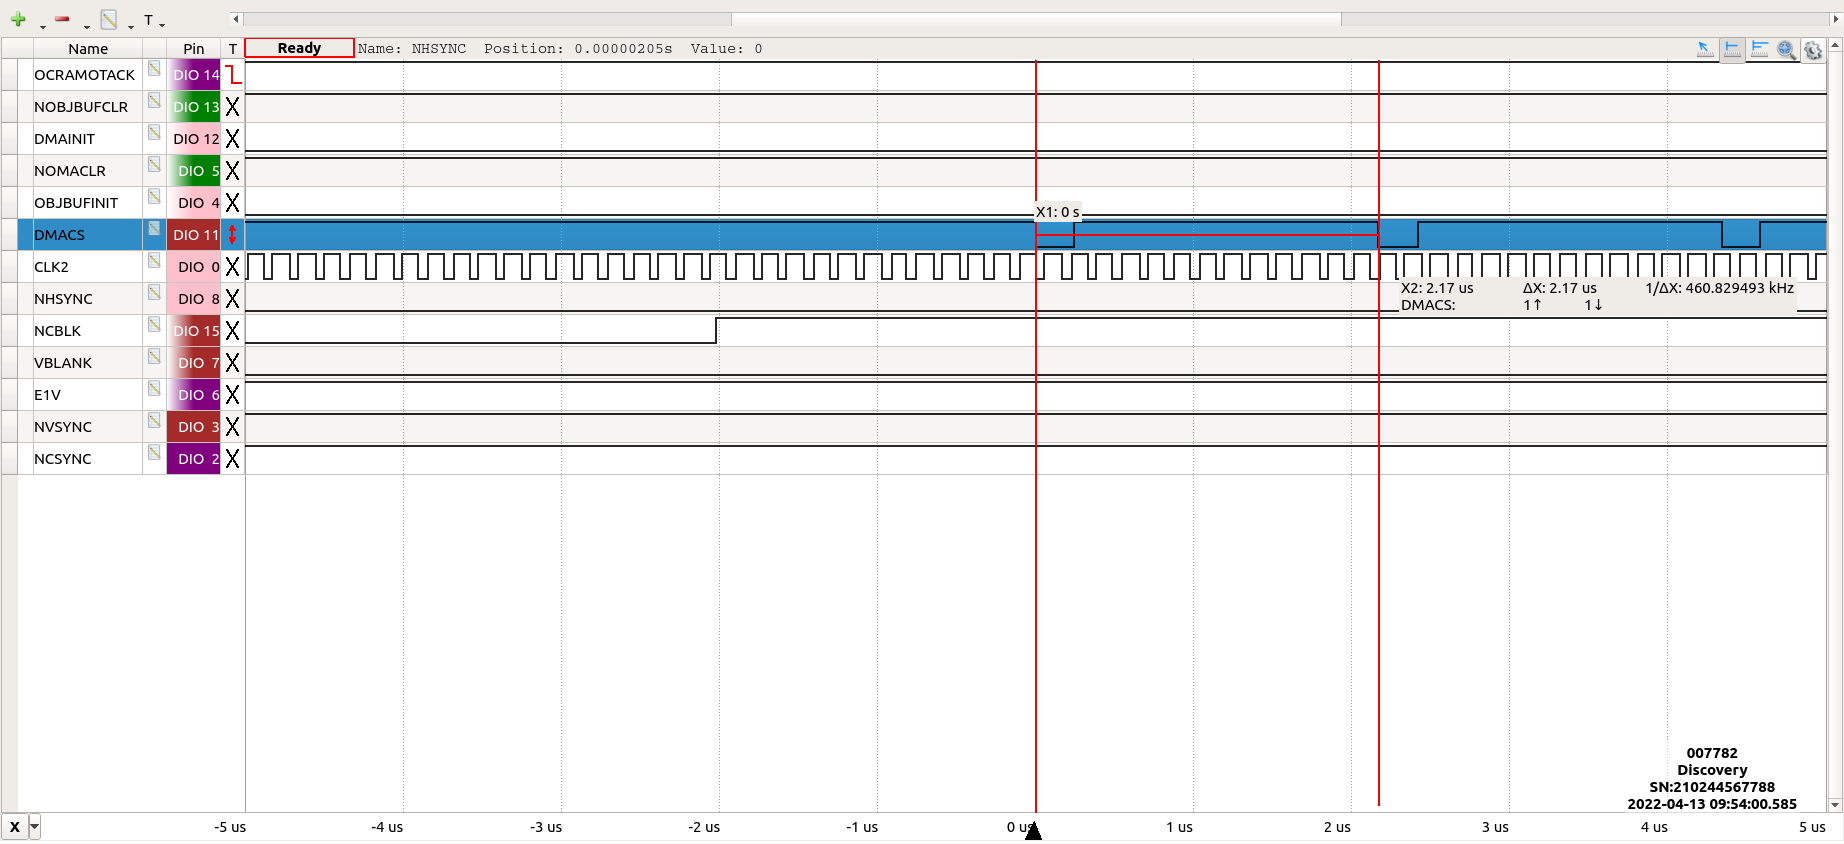 T
Name Pin T Ready Name: NHSYNC Position: 0.00000205s Value: 0
OCRAMOTACK DIO 14
NOBJBUFCLR DIO 13 X
DMAINIT DIO 12 X
NOMACLR DIO 5 X
OBJBUFINIT DIO 4 X
X1: 0 s
DMACS DIO 11
CLK2 DIO 0 X
X2: 2.17 us ΔX: 2.17 us 1/ΔX: 460.829493 kHz
NHSYNC DIO 8 X
DMACS: 1↑ 1↓
NCBLK DIO 15 X
VBLANK DIO 7 X
E1V DIO 6 X
NVSYNC DIO 3 X
NCSYNC DIO 2 X
007782
Discovery
SN:210244567788
2022-04-13 09:54:00.585
X -5 us -4 us -3 us -2 us -1 us 0 us 1 us 2 us 3 us 4 us 5 us